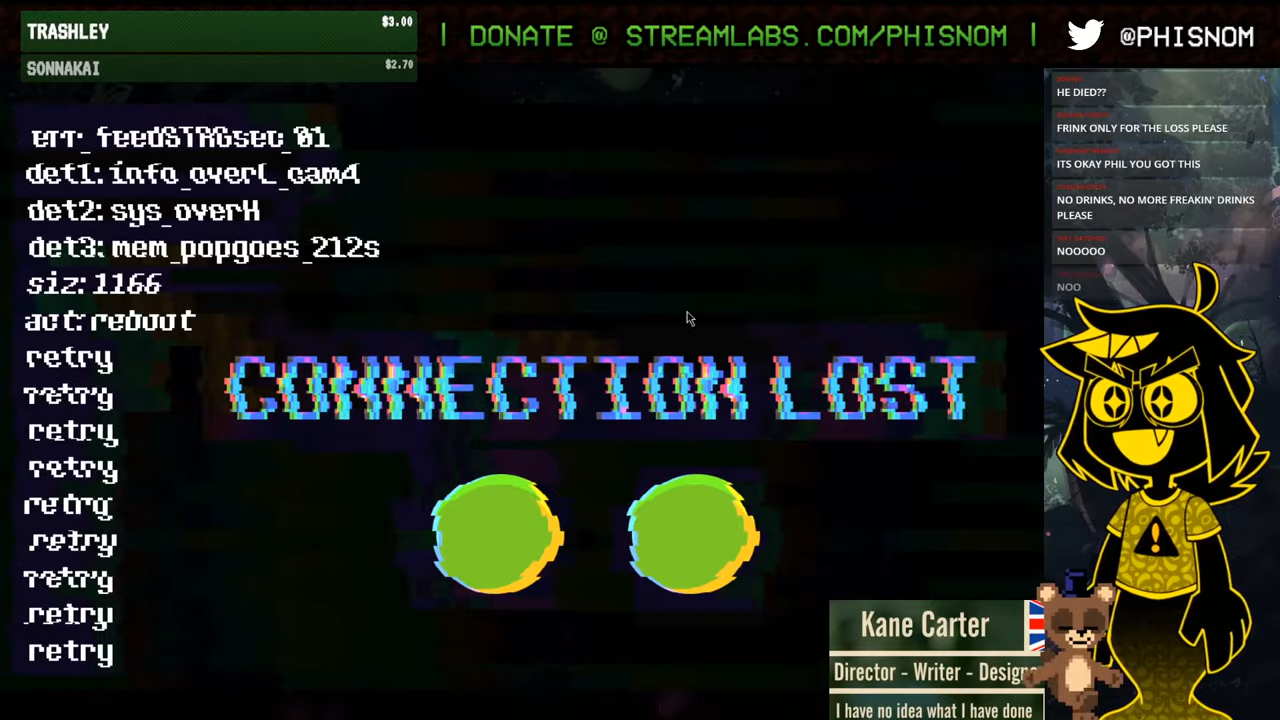 TRASHLEY $3.00
SONNAKAI $2.70
| DONATE @ STREAMLABS.COM/PHISNOM |
@PHISNOM
HE DIED??
FRINK ONLY FOR THE LOSS PLEASE
ITS OKAY PHIL YOU GOT THIS
NO DRINKS, NO MORE FREAKIN' DRINKS
PLEASE
NOOOOO
NOO
err_feedSTRGsec_01
det1: info_overL_cam4
det2: sys_overH
det3: mem_popgoes_212s
siz: 1166
act: reboot
retry
retry
retry
retry
retry
retry
retry
retry
retry
CONNECTION LOST
Kane Carter
Director - Writer - Design
I have no idea what I have done